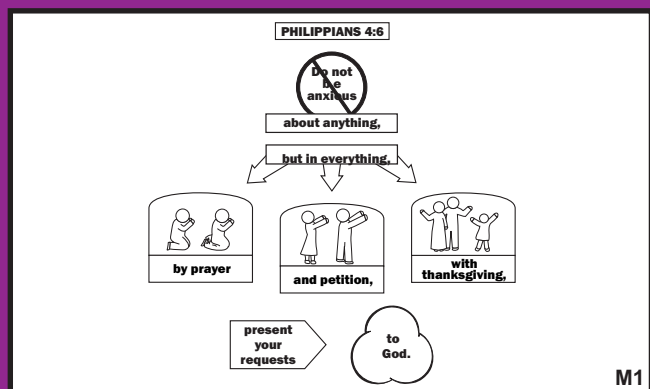 PHILIPPIANS 4:6
Do not
be
anxious
about anything,
but in everything,
by prayer
and petition,
with
thanksgiving,
present
your
requests
to
God.
M1